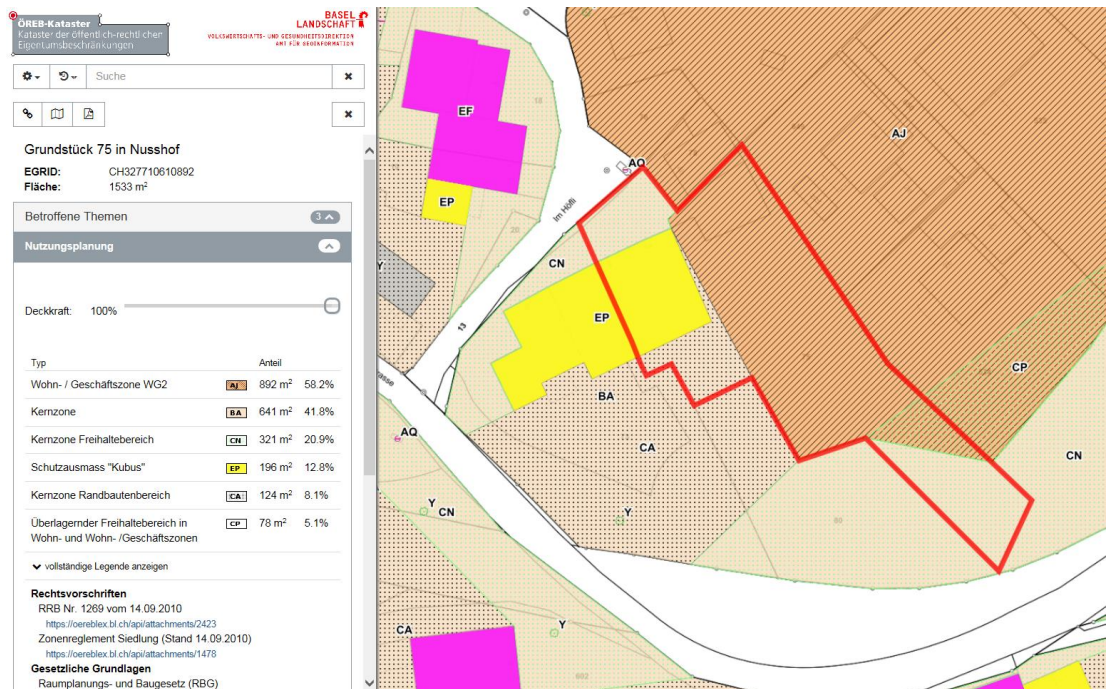 ÖREB-Kataster
Kataster der öffentlich-rechtlichen
Eigentumsbeschränkungen
BASEL
LANDSCHAFT
VOLKSWIRTSCHAFTS- UND GESUNDHEITSDIREKTION
AMT FÜR GEOINFORMATION
Suche
Grundstück 75 in Nusshof
EGRID: CH327710610892
Fläche: 1533 m²
Betroffene Themen 3
Nutzungsplanung
Deckkraft: 100%
Typ Anteil
Wohn- / Geschäftszone WG2 AJ 892 m² 58.2%
Kernzone BA 641 m² 41.8%
Kernzone Freihaltebereich CN 321 m² 20.9%
Schutzausmass "Kubus" EP 196 m² 12.8%
Kernzone Randbautenbereich CA 124 m² 8.1%
Überlagernder Freihaltebereich in CP 78 m² 5.1%
Wohn- und Wohn- /Geschäftszonen
vollständige Legende anzeigen
Rechtsvorschriften
RRB Nr. 1269 vom 14.09.2010
https://oereblex.bl.ch/api/attachments/2423
Zonenreglement Siedlung (Stand 14.09.2010)
https://oereblex.bl.ch/api/attachments/1478
Gesetzliche Grundlagen
Raumplanungs- und Baugesetz (RBG)
EF
AJ
AQ
EP
Im Höfli
20
18
CN
Y
EP
13
CP
BA
AQ
CA
CN
Y
CN
Y
Y
CA